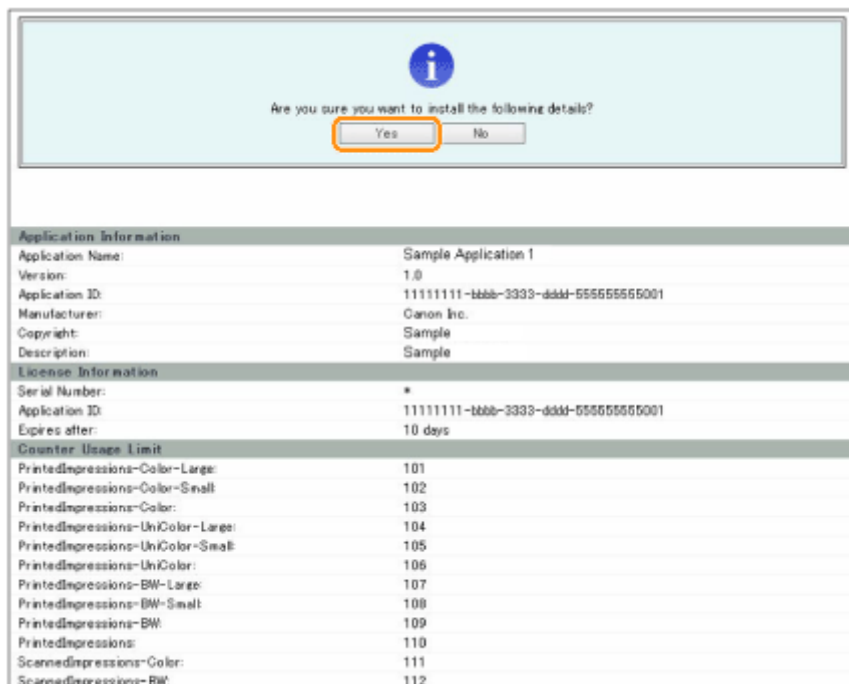 i
Are you sure you want to install the following details?
Yes No
Application Information
Application Name: Sample Application 1
Version: 1.0
Application ID: 11111111-bbbb-3333-dddd-555555555001
Manufacturer: Canon Inc.
Copyright: Sample
Description: Sample
License Information
Serial Number: *
Application ID: 11111111-bbbb-3333-dddd-555555555001
Expires after: 10 days
Counter Usage Limit
PrintedImpressions-Color-Large: 101
PrintedImpressions-Color-Small: 102
PrintedImpressions-Color: 103
PrintedImpressions-UniColor-Large: 104
PrintedImpressions-UniColor-Small: 105
PrintedImpressions-UniColor: 106
PrintedImpressions-BW-Large: 107
PrintedImpressions-BW-Small: 108
PrintedImpressions-BW: 109
PrintedImpressions: 110
ScannedImpressions-Color: 111
ScannedImpressions-BW: 112